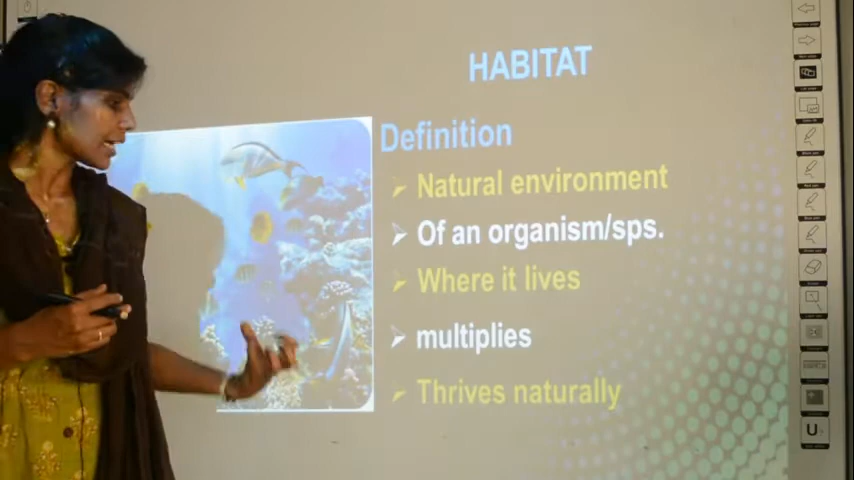 HABITAT
Definition
Natural environment
Of an organism/sps.
Where it lives
multiplies
Thrives naturally